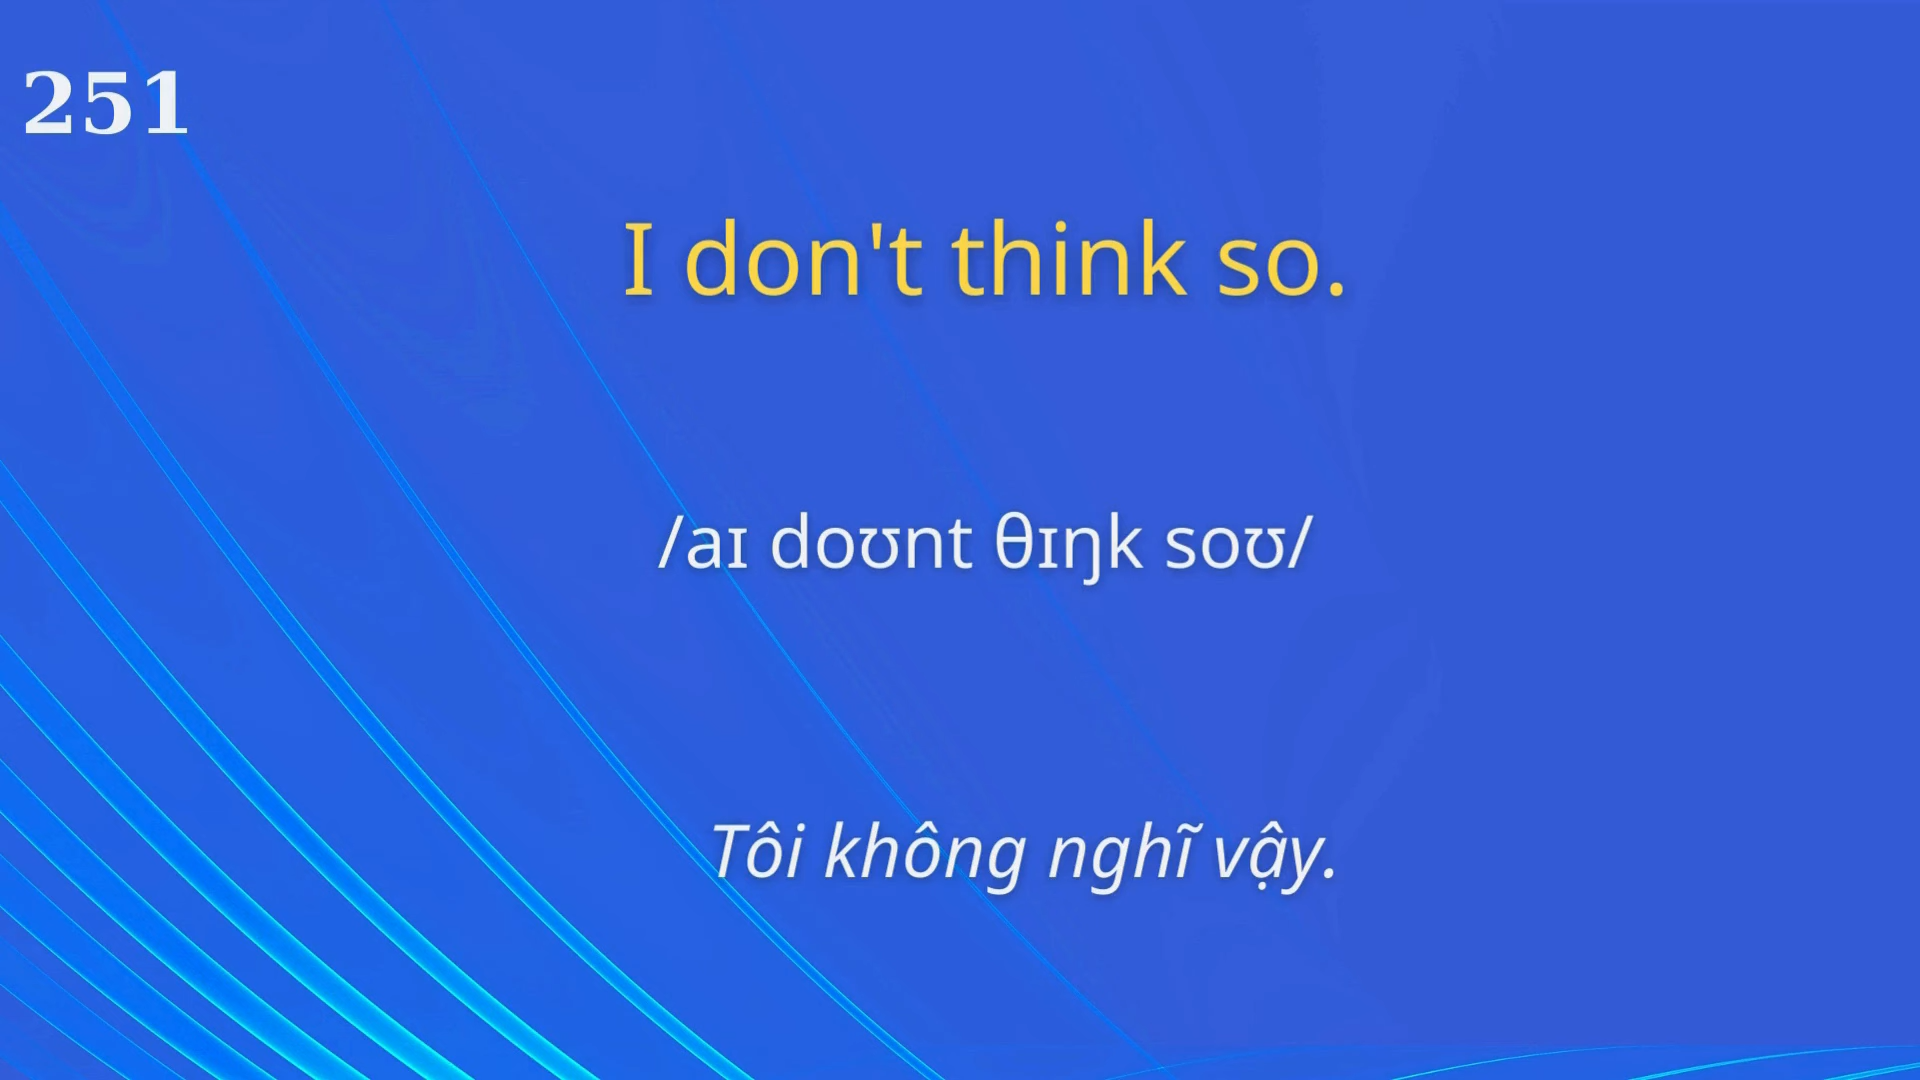 251
I don't think so.
/aɪ doʊnt θɪŋk soʊ/
Tôi không nghĩ vậy.